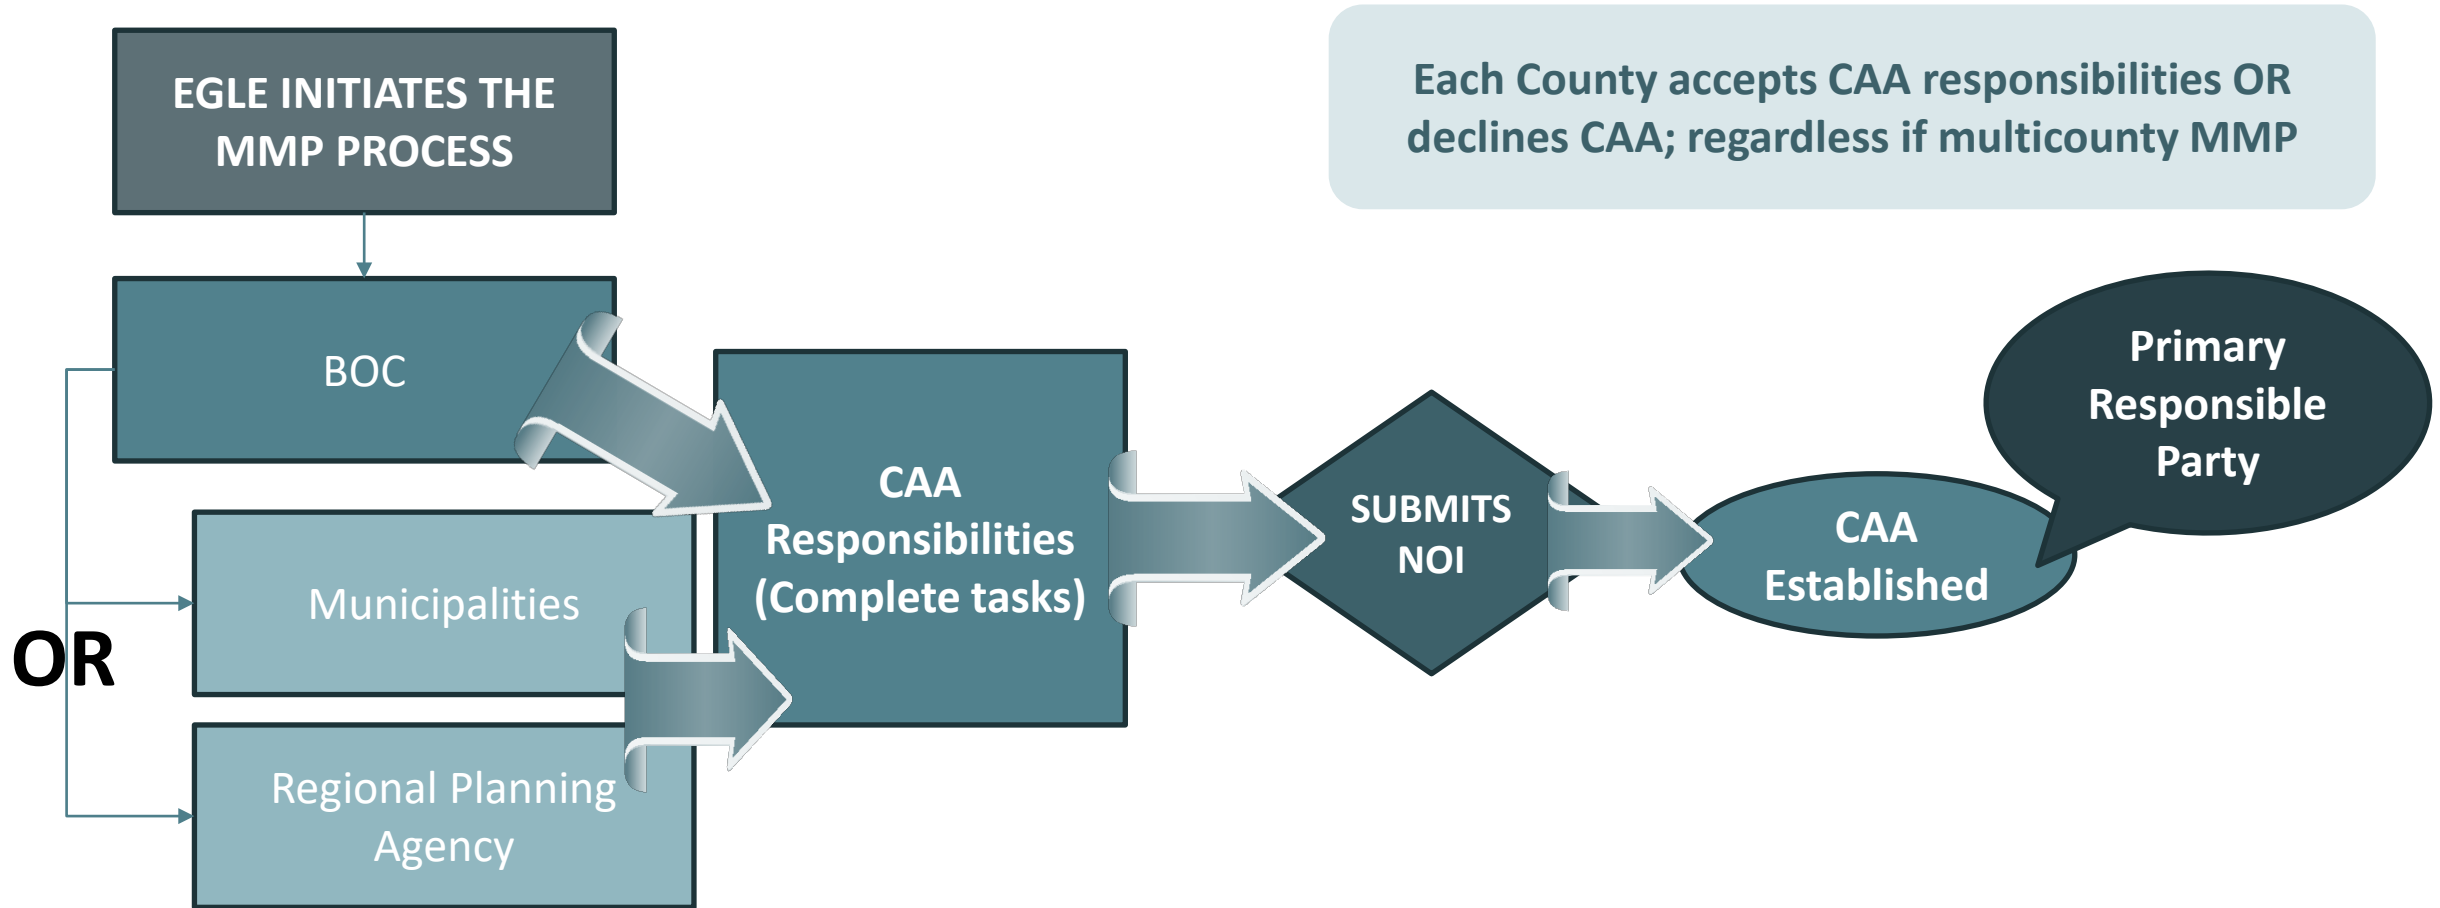 EGLE INITIATES THE
MMP PROCESS
Each County accepts CAA responsibilities OR
declines CAA; regardless if multicounty MMP
BOC
Municipalities
OR
Regional Planning
Agency
CAA
Responsibilities
(Complete tasks)
SUBMITS
NOI
CAA
Established
Primary
Responsible
Party